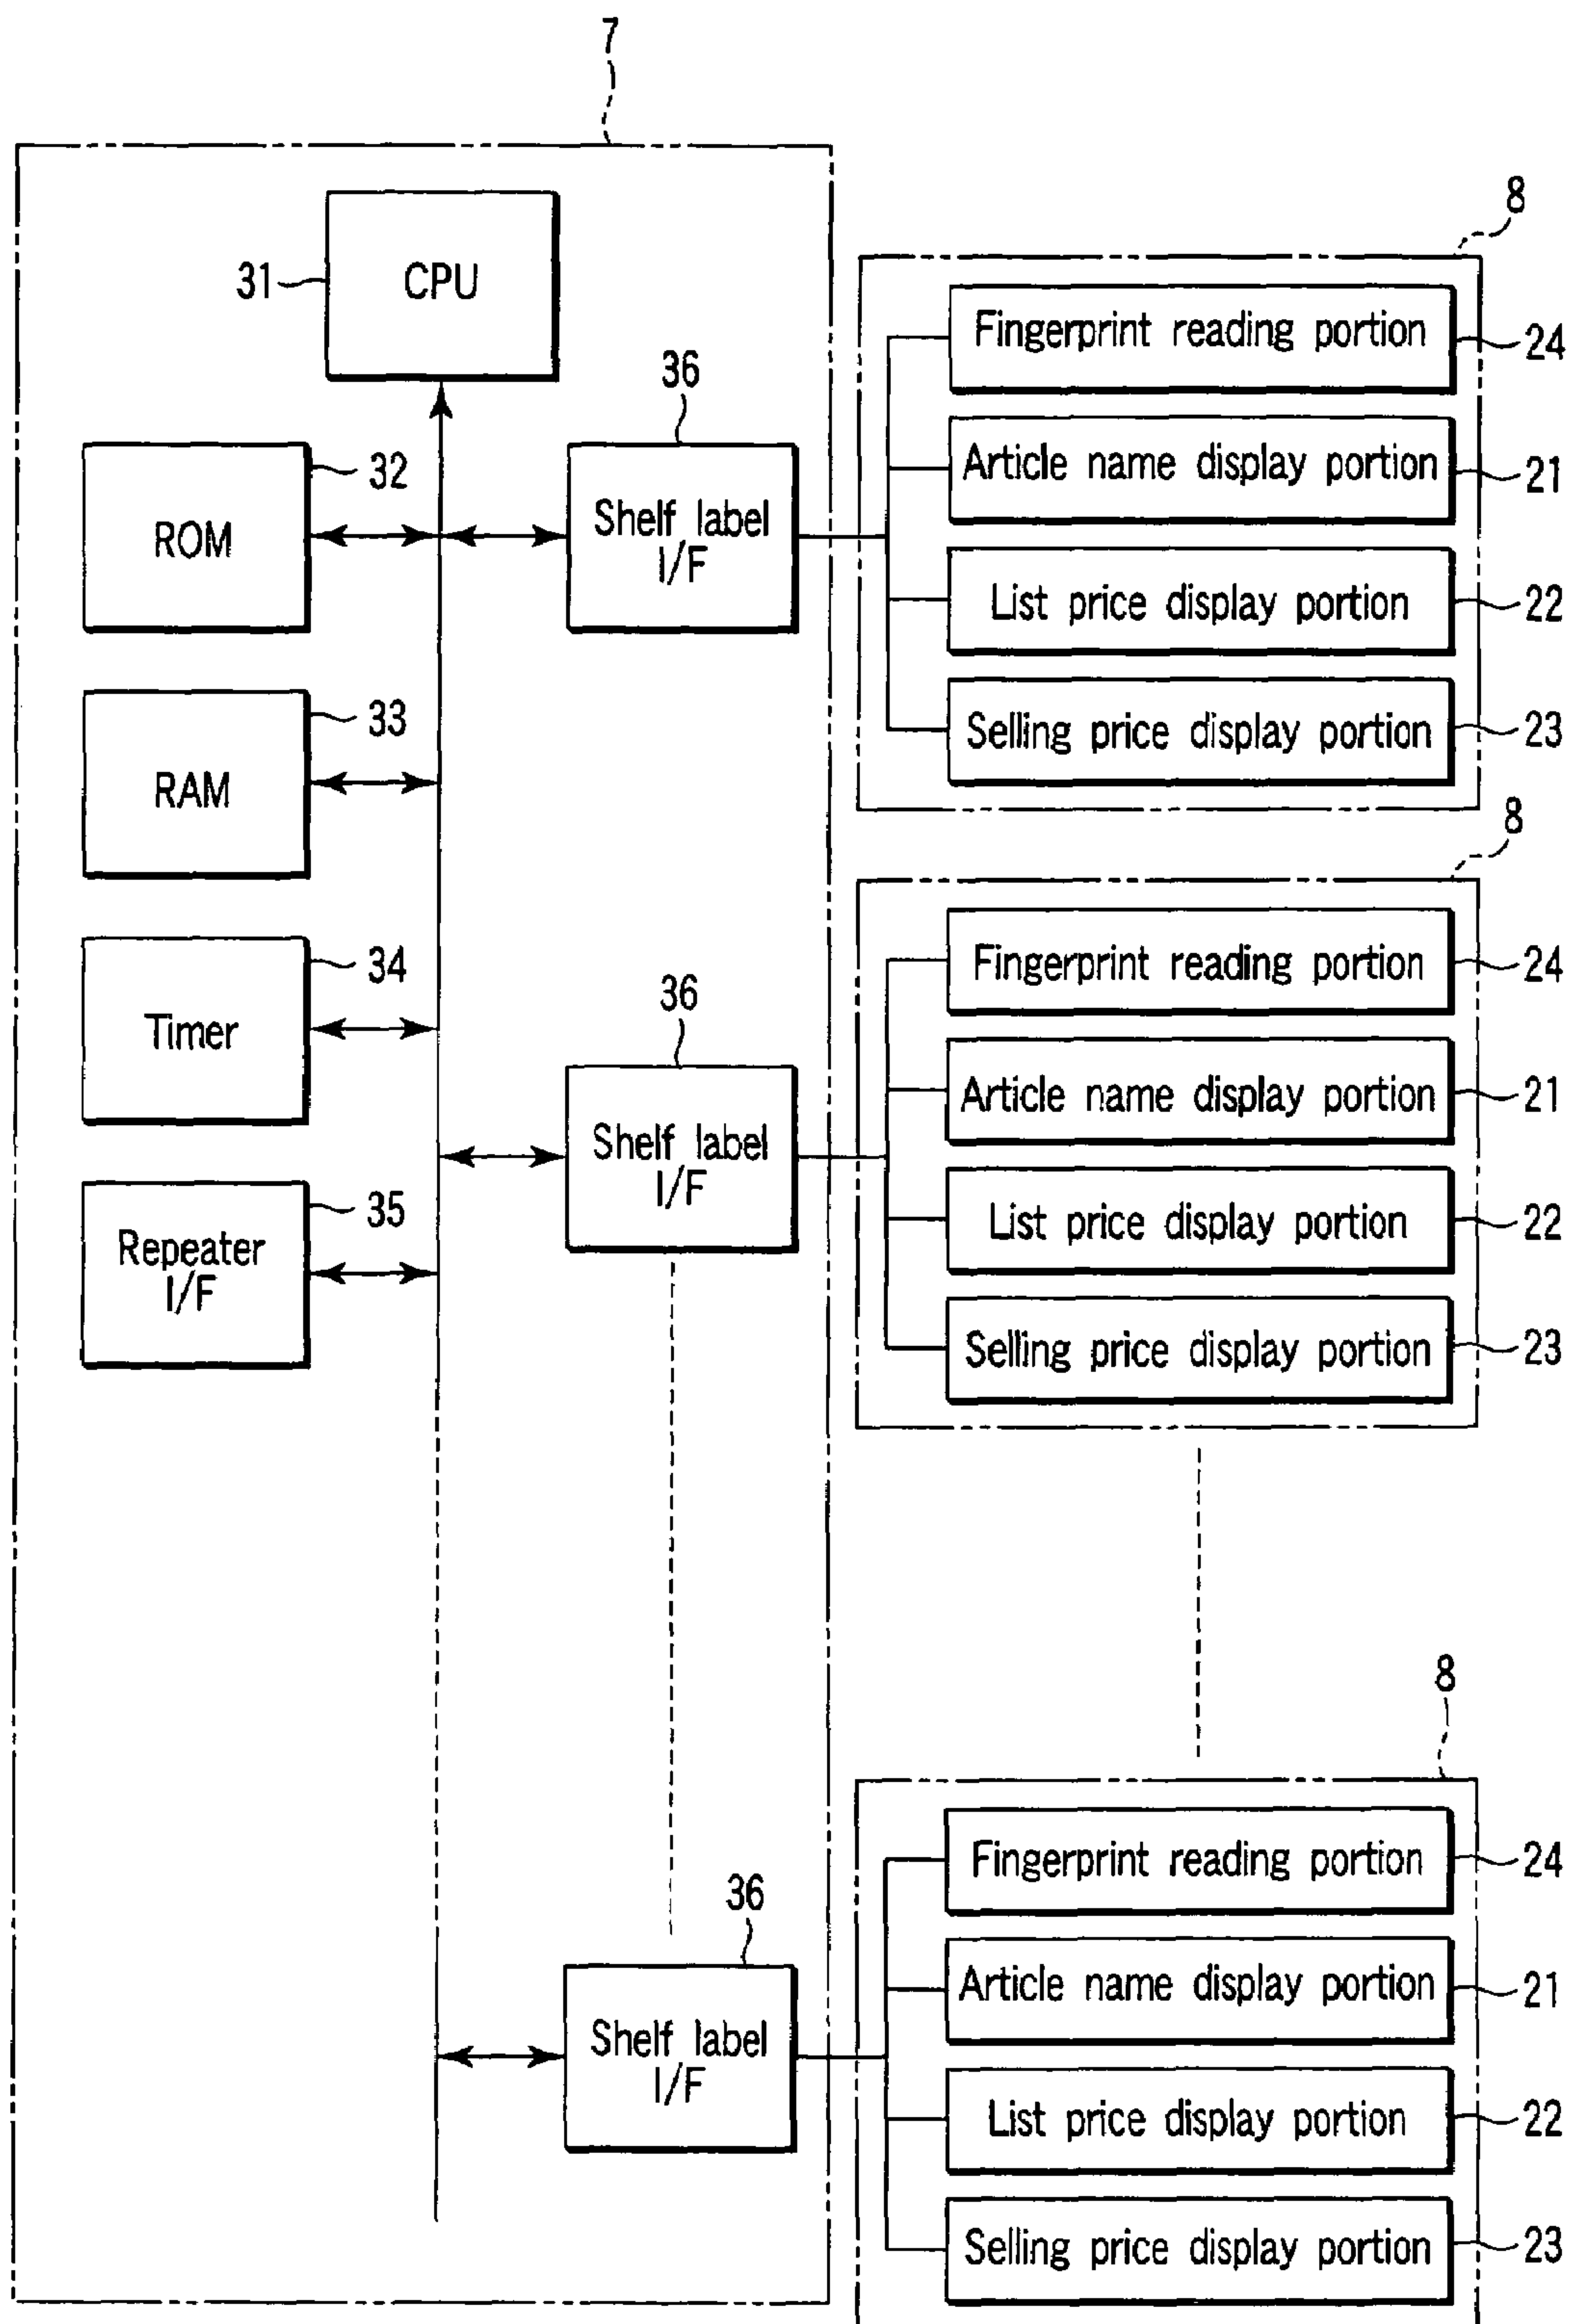 7
8
CPU
31
Fingerprint reading portion
24
36
32
Article name display portion
21
ROM
Shelf label
I/F
List price display portion
22
33
Selling price display portion
23
RAM
8
34
Fingerprint reading portion
24
Timer
36
Article name display portion
21
Shelf label
I/F
35
Repeater
I/F
List price display portion
22
Selling price display portion
23
8
Fingerprint reading portion
24
36
Article name display portion
21
Shelf label
I/F
List price display portion
22
Selling price display portion
23